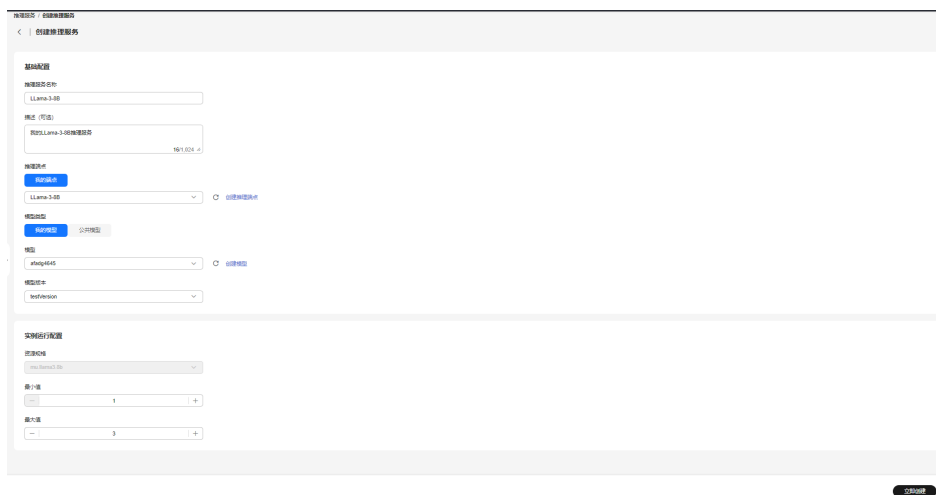 推理服务 / 创建推理服务
创建推理服务
基础配置
推理服务名称
LLama-3-8B
描述（可选）
我的LLama-3-8B推理服务
16/1,024
推理端点
我的端点
LLama-3-8B
创建推理端点
模型类型
我的模型 公共模型
模型
afadg4645
创建模型
模型版本
testVersion
实例运行配置
资源规格
mu.llama3.8b
最小值
1
最大值
3
立即创建